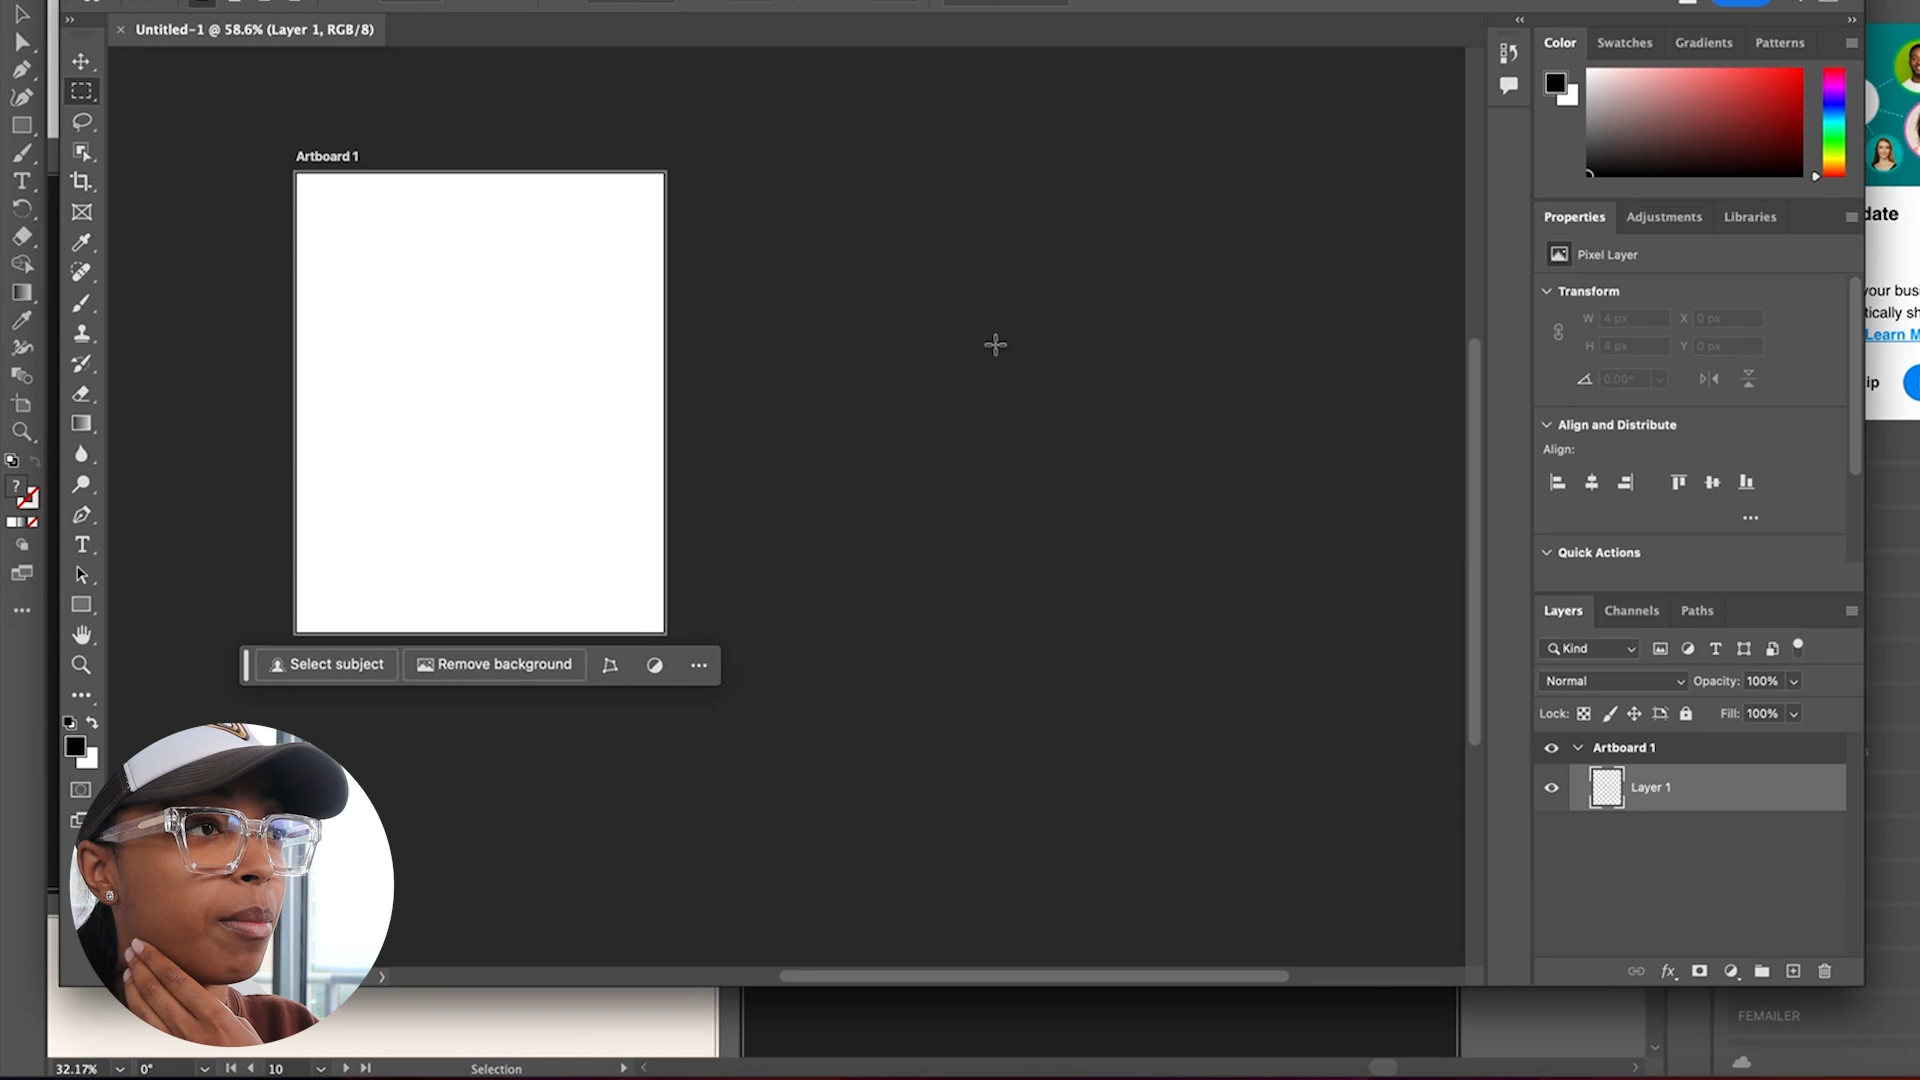 Untitled-1 @ 58.6% (Layer 1, RGB/8)
Artboard 1
Select subject
Remove background
Color
Swatches
Gradients
Patterns
Properties
Adjustments
Libraries
Pixel Layer
Transform
W 4 px X 0 px
H 4 px Y 0 px
0.00°
Align and Distribute
Align:
Quick Actions
Layers
Channels
Paths
Kind
Normal
Opacity: 100%
Lock:
Fill: 100%
Artboard 1
Layer 1
date
your busi
tically sh
Learn M
ip
FEMAILER
32.17%
0°
10
Selection